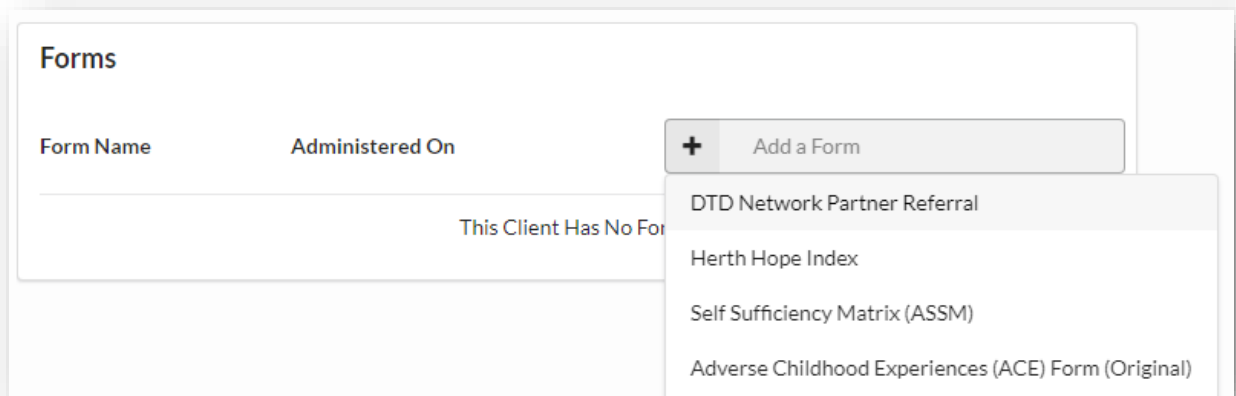 Forms
Form Name Administered On Add a Form
DTD Network Partner Referral
This Client Has No
Herth Hope Index
Self Sufficiency Matrix (ASSM)
Adverse Childhood Experiences (ACE) Form (Original)